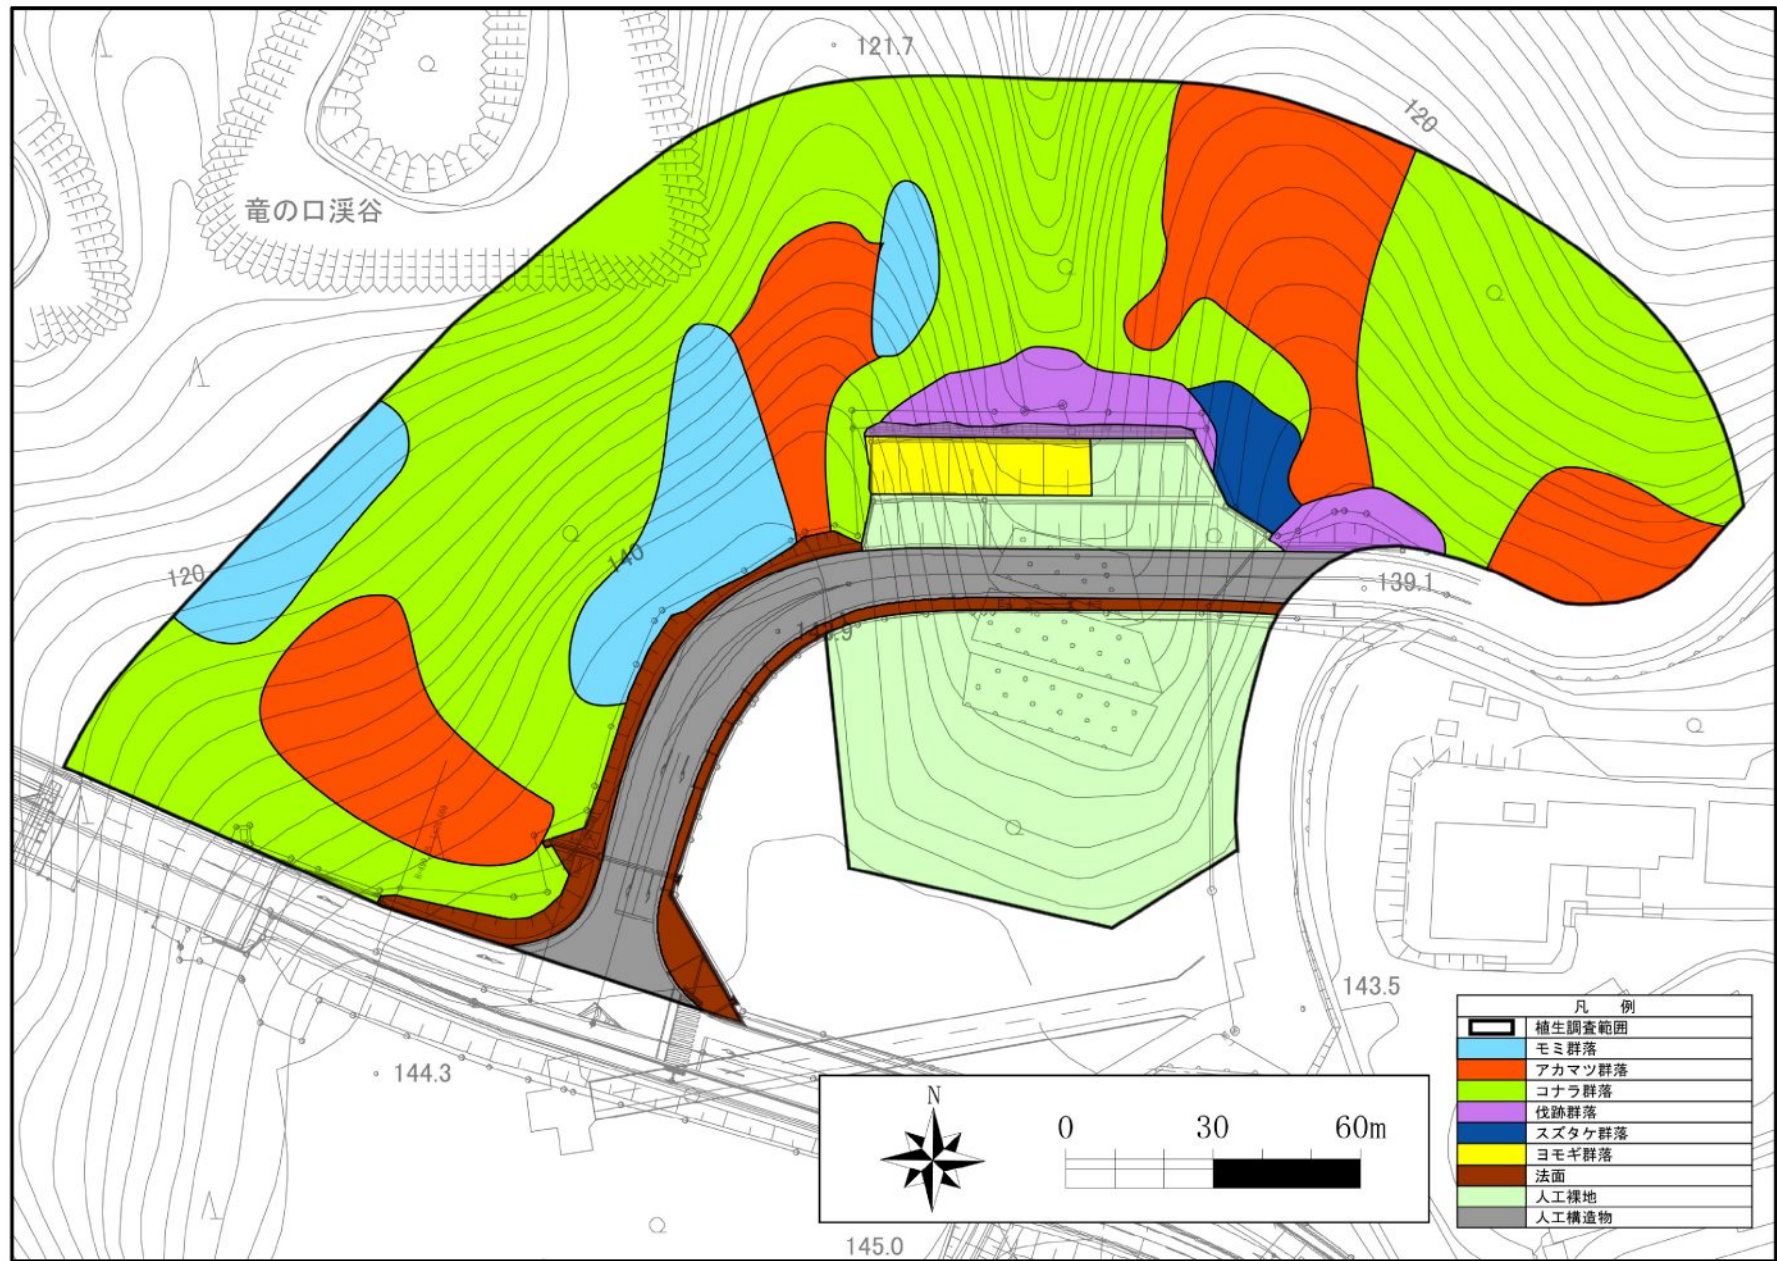 121.7
120
竜の口渓谷
120
140
139.1
143.5
144.3
145.0
N
0 30 60m
凡 例
植生調査範囲
モミ群落
アカマツ群落
コナラ群落
伐跡群落
スズタケ群落
ヨモギ群落
法面
人工裸地
人工構造物